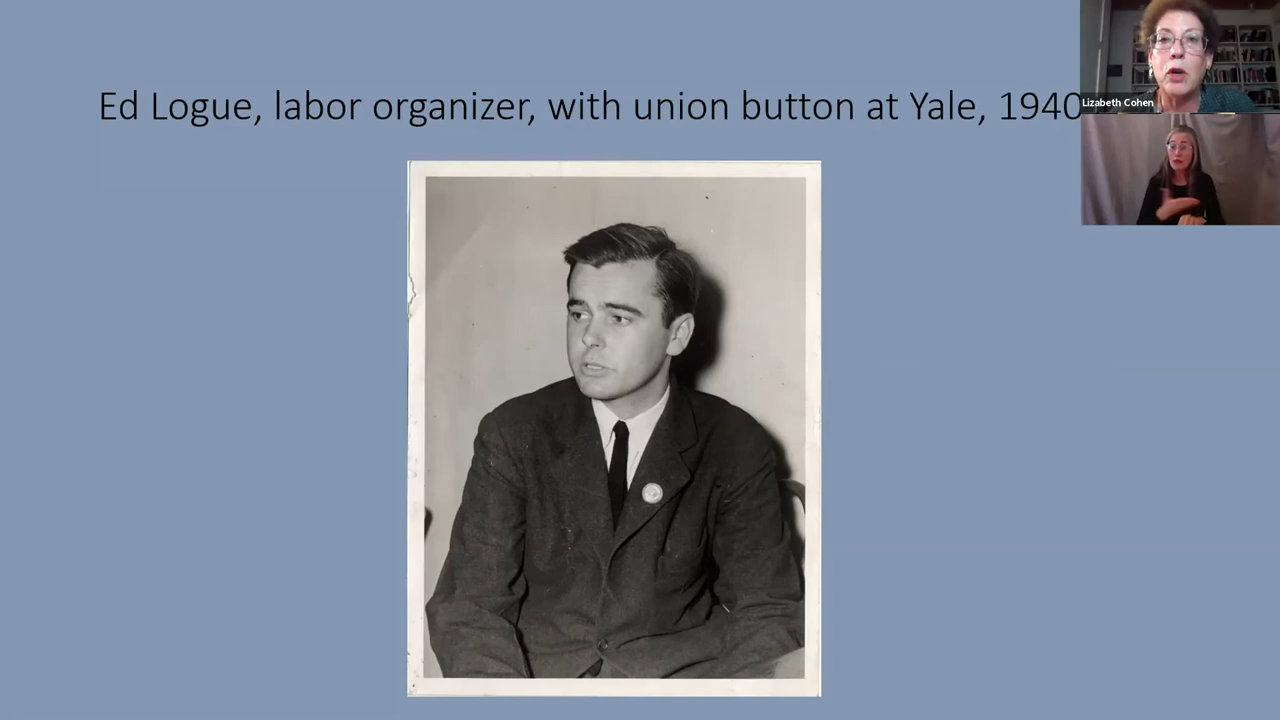 Ed Logue, labor organizer, with union button at Yale, 1940
Lizabeth Cohen